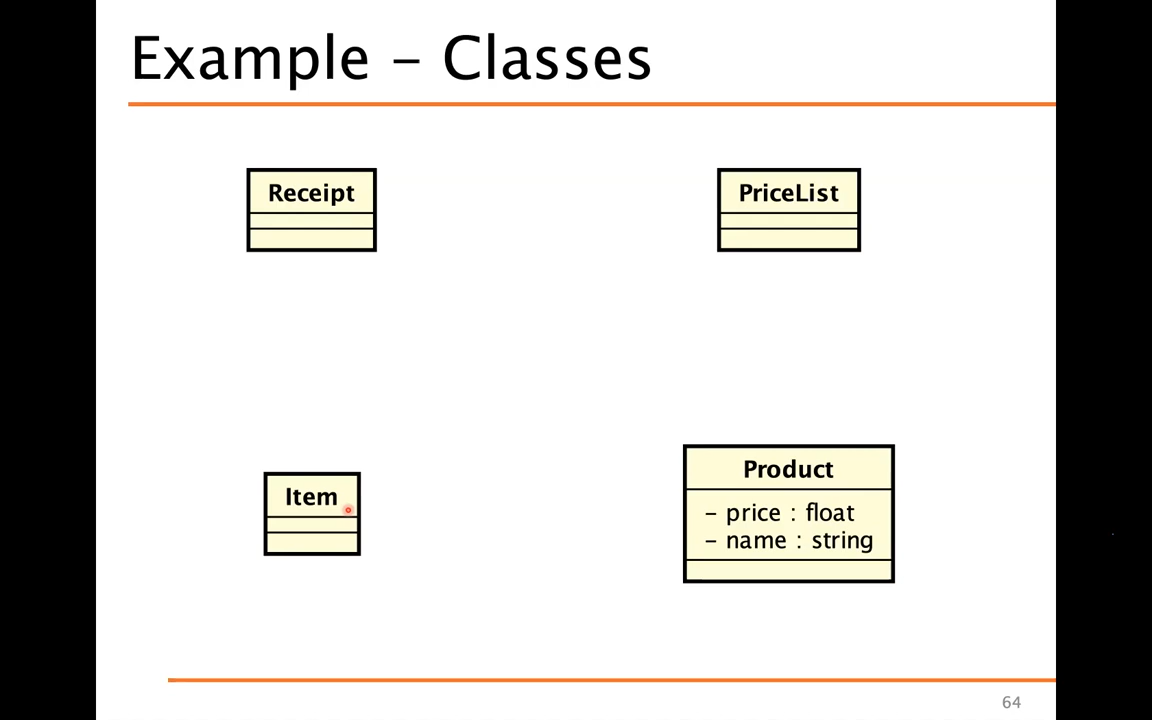 Example – Classes
Receipt
PriceList
Item
Product
– price : float
– name : string
64